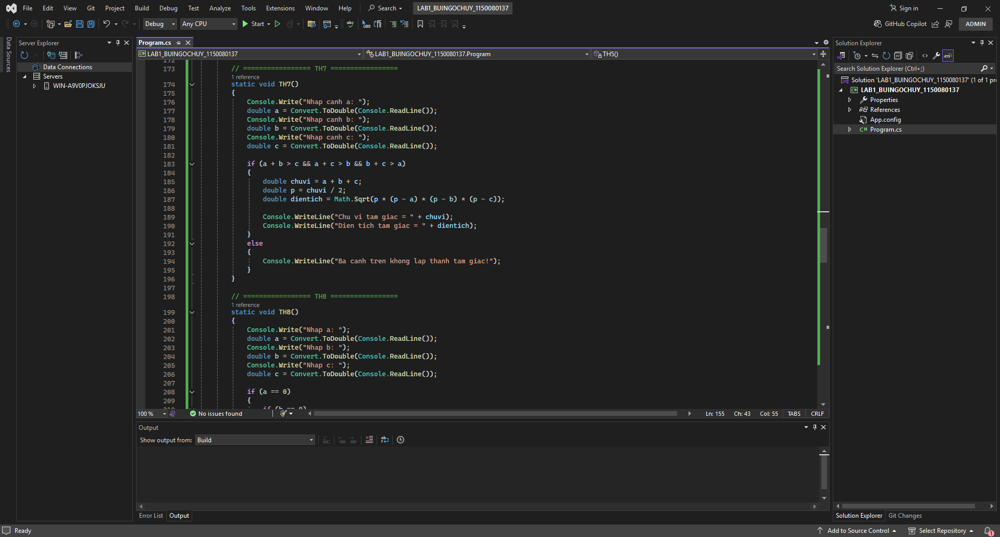 File Edit View Git Project Build Debug Test Analyze Tools Extensions Window Help Search LAB1_BUINGOCHUY_1150080137 Sign in
Debug Any CPU Start GitHub Copilot ADMIN
Data Sources
Server Explorer
Data Connections
Servers
WIN-A9V0PJOKSJU
Program.cs
LAB1_BUINGOCHUY_1150080137 LAB1_BUINGOCHUY_1150080137.Program TH5()
172
173 // ================= TH7 =================
1 reference
174 static void TH7()
175 {
176 Console.Write("Nhap canh a: ");
177 double a = Convert.ToDouble(Console.ReadLine());
178 Console.Write("Nhap canh b: ");
179 double b = Convert.ToDouble(Console.ReadLine());
180 Console.Write("Nhap canh c: ");
181 double c = Convert.ToDouble(Console.ReadLine());
182
183 if (a + b > c && a + c > b && b + c > a)
184 {
185 double chuvi = a + b + c;
186 double p = chuvi / 2;
187 double dientich = Math.Sqrt(p * (p - a) * (p - b) * (p - c));
188
189 Console.WriteLine("Chu vi tam giac = " + chuvi);
190 Console.WriteLine("Dien tich tam giac = " + dientich);
191 }
192 else
193 {
194 Console.WriteLine("Ba canh tren khong lap thanh tam giac!");
195 }
196 }
197
198 // ================= TH8 =================
1 reference
199 static void TH8()
200 {
201 Console.Write("Nhap a: ");
202 double a = Convert.ToDouble(Console.ReadLine());
203 Console.Write("Nhap b: ");
204 double b = Convert.ToDouble(Console.ReadLine());
205 Console.Write("Nhap c: ");
206 double c = Convert.ToDouble(Console.ReadLine());
207
208 if (a == 0)
209 {
210 if (b == 0)
100 % No issues found Ln: 155 Ch: 43 Col: 55 TABS CRLF
Output
Show output from: Build
Error List Output
Solution Explorer
Search Solution Explorer (Ctrl+;)
Solution 'LAB1_BUINGOCHUY_1150080137' (1 of 1 pr
C# LAB1_BUINGOCHUY_1150080137
Properties
References
App.config
C# Program.cs
Solution Explorer Git Changes
Ready Add to Source Control Select Repository 1